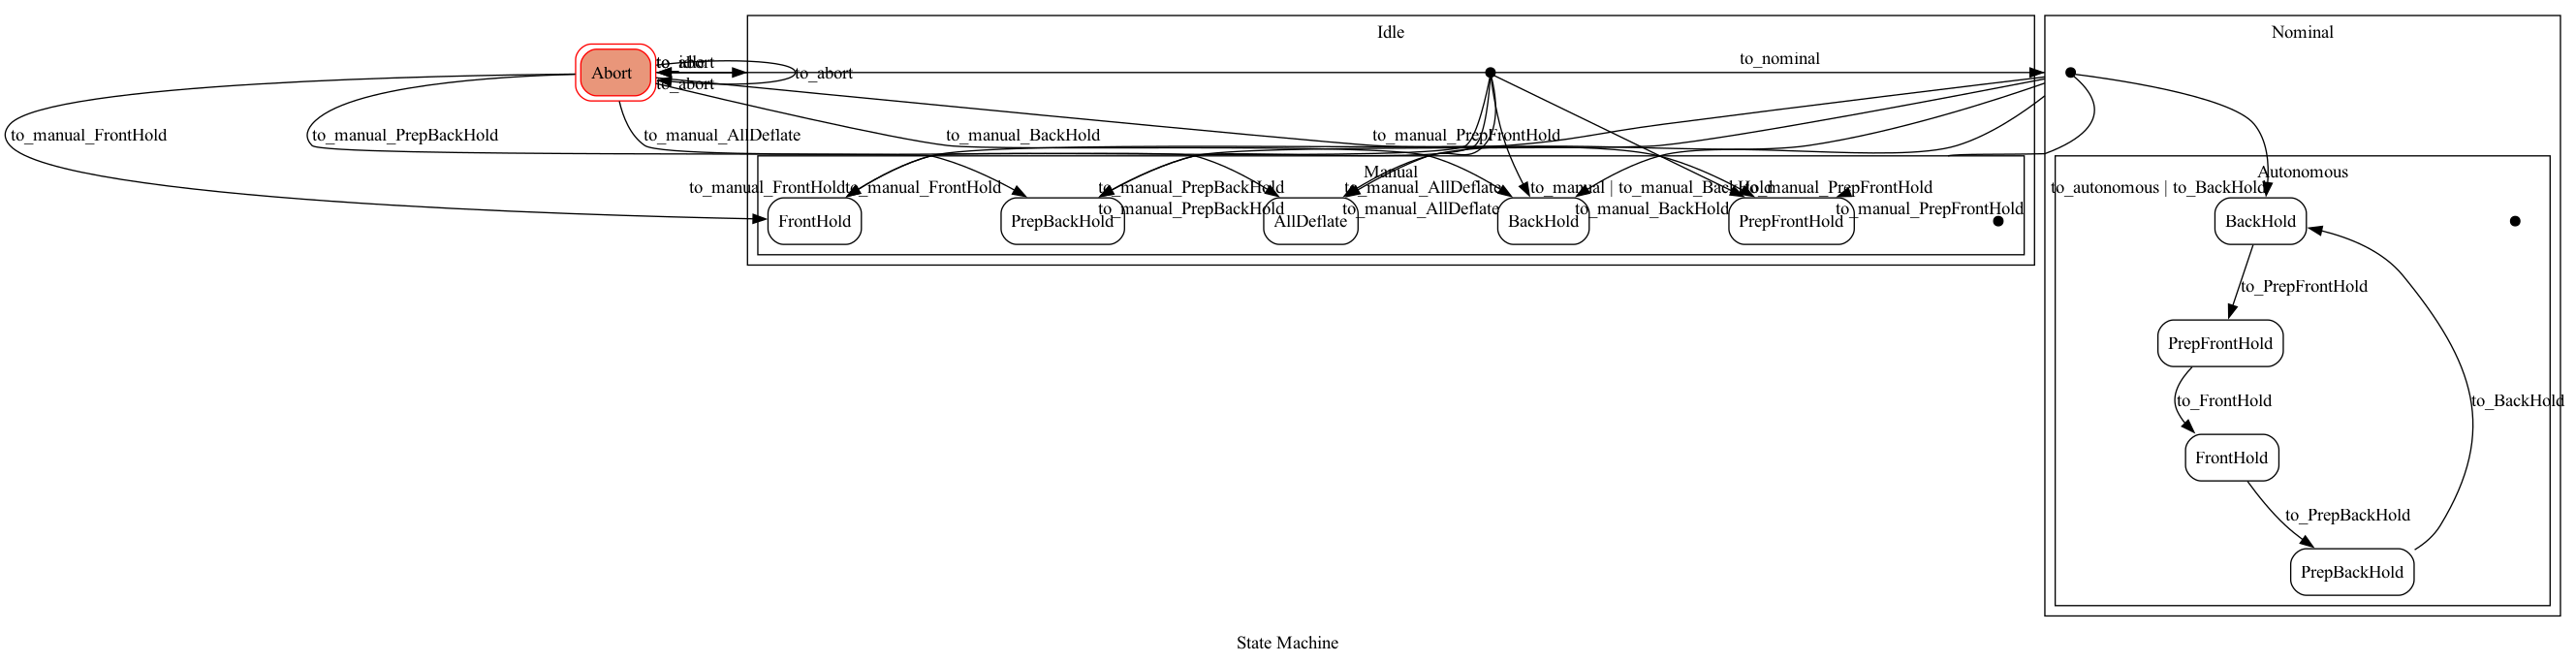 Idle
Nominal
Abort
to_idle
to_abort
to_abort
to_abort
to_nominal
to_manual_FrontHold
to_manual_PrepBackHold
to_manual_AllDeflate
to_manual_BackHold
to_manual_PrepFrontHold
Manual
Autonomous
to_manual_FrontHold
to_manual_FrontHold
to_manual_PrepBackHold
to_manual_PrepBackHold
to_manual_AllDeflate
to_manual_AllDeflate
to_manual | to_manual_BackHold
to_manual_BackHold
to_manual_PrepFrontHold
to_manual_PrepFrontHold
to_autonomous | to_BackHold
FrontHold
PrepBackHold
AllDeflate
BackHold
PrepFrontHold
BackHold
to_PrepFrontHold
PrepFrontHold
to_FrontHold
to_BackHold
FrontHold
to_PrepBackHold
PrepBackHold
State Machine